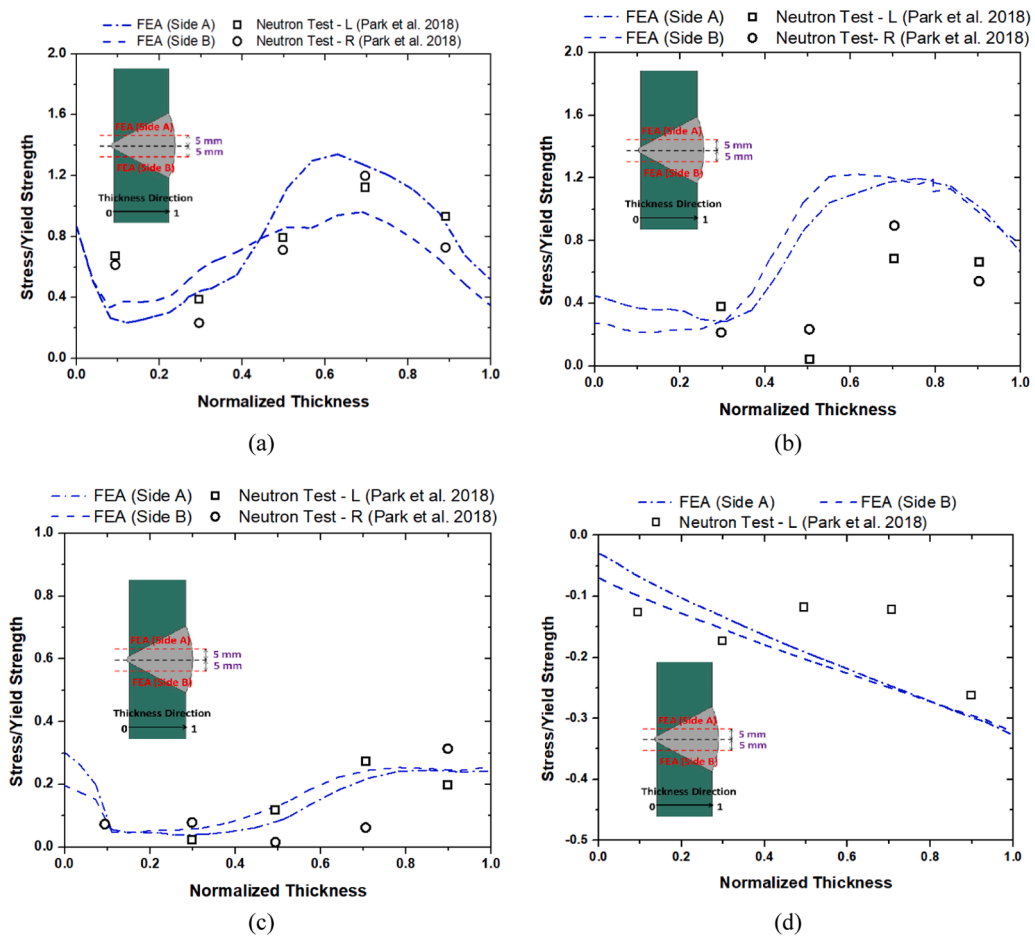 FEA (Side A) Neutron Test - L (Park et al. 2018)
FEA (Side B) Neutron Test - R (Park et al. 2018)
2.0
1.6
1.2
0.8
0.4
0.0
Stress/Yield Strength
FEA (Side A)
5 mm
5 mm
FEA (Side B)
Thickness Direction
0 1
0.0 0.2 0.4 0.6 0.8 1.0
Normalized Thickness
(a)
FEA (Side A) Neutron Test - L (Park et al. 2018)
FEA (Side B) Neutron Test- R (Park et al. 2018)
2.0
1.6
1.2
0.8
0.4
0.0
Stress/Yield Strength
FEA (Side A)
5 mm
5 mm
FEA (Side B)
Thickness Direction
0 1
0.0 0.2 0.4 0.6 0.8 1.0
Normalized Thickness
(b)
FEA (Side A) Neutron Test - L (Park et al. 2018)
FEA (Side B) Neutron Test - R (Park et al. 2018)
1.0
0.8
0.6
0.4
0.2
0.0
Stress/Yield Strength
FEA (Side A)
5 mm
5 mm
FEA (Side B)
Thickness Direction
0 1
0.0 0.2 0.4 0.6 0.8 1.0
Normalized Thickness
(c)
FEA (Side A) FEA (Side B)
Neutron Test - L (Park et al. 2018)
0.0
-0.1
-0.2
-0.3
-0.4
-0.5
Stress/Yield Strength
FEA (Side A)
5 mm
5 mm
FEA (Side B)
Thickness Direction
0 1
0.0 0.2 0.4 0.6 0.8 1.0
Normalized Thickness
(d)